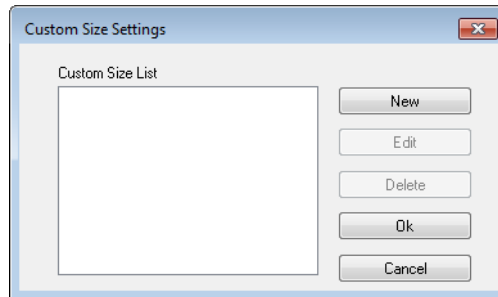 Custom Size Settings
Custom Size List
New
Edit
Delete
Ok
Cancel